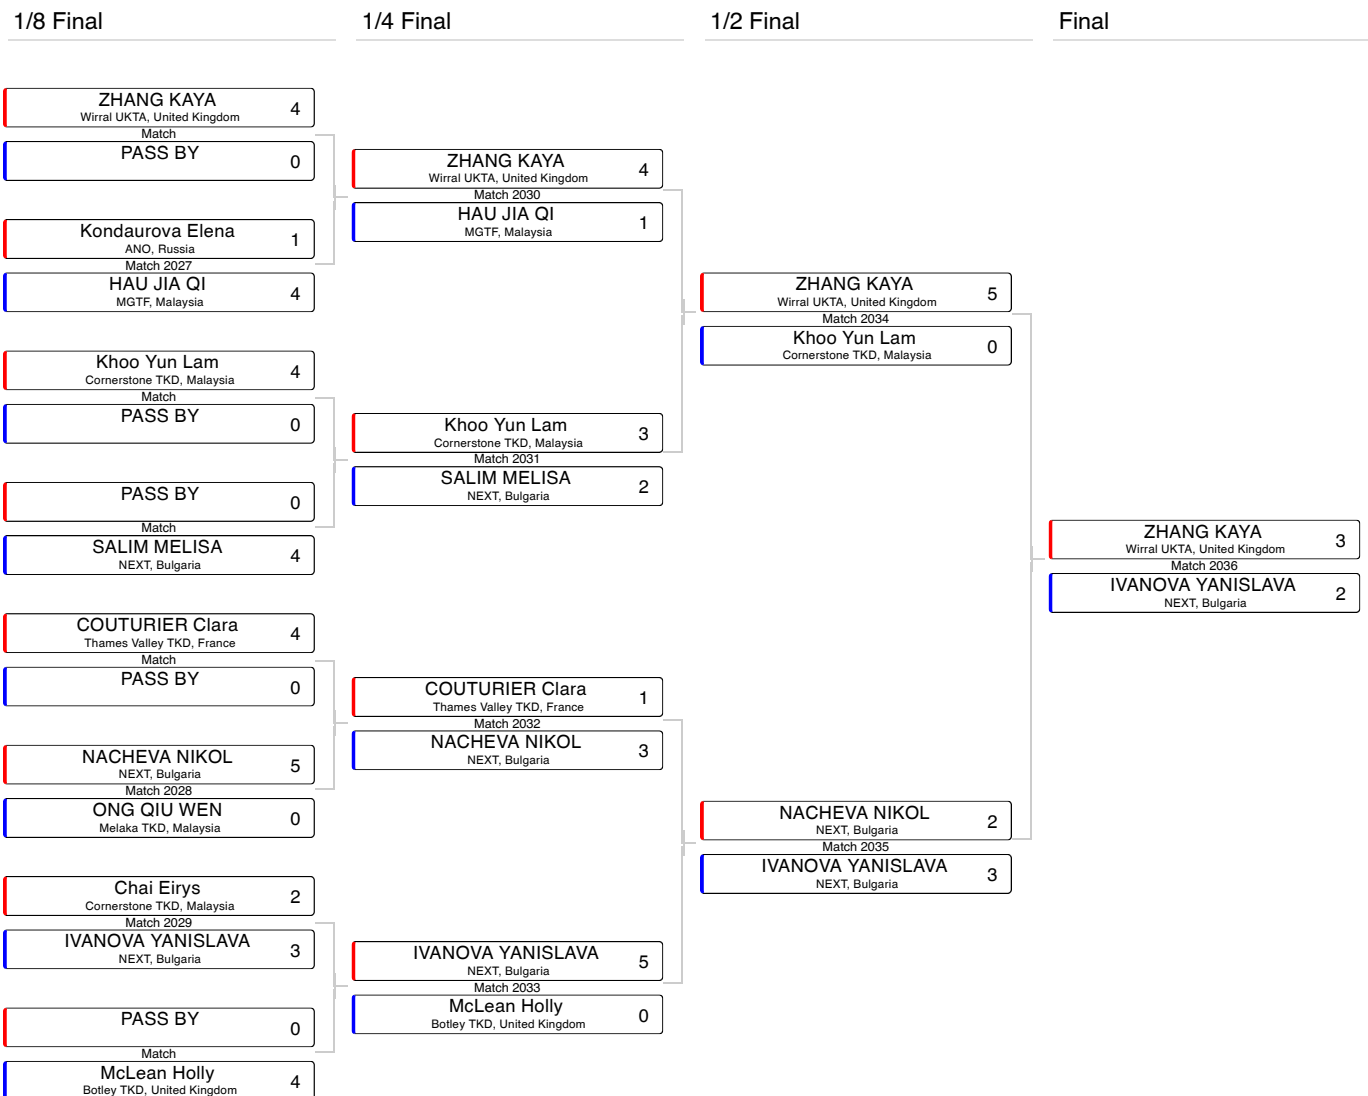 1/8 Final
1/4 Final
1/2 Final
Final
ZHANG KAYA
Wirral UKTA, United Kingdom
4
Match
PASS BY
0
Kondaurova Elena
ANO, Russia
1
Match 2027
HAU JIA QI
MGTF, Malaysia
4
Khoo Yun Lam
Cornerstone TKD, Malaysia
4
Match
PASS BY
0
PASS BY
0
Match
SALIM MELISA
NEXT, Bulgaria
4
COUTURIER Clara
Thames Valley TKD, France
4
Match
PASS BY
0
NACHEVA NIKOL
NEXT, Bulgaria
5
Match 2028
ONG QIU WEN
Melaka TKD, Malaysia
0
Chai Eirys
Cornerstone TKD, Malaysia
2
Match 2029
IVANOVA YANISLAVA
NEXT, Bulgaria
3
PASS BY
0
Match
McLean Holly
Botley TKD, United Kingdom
4
ZHANG KAYA
Wirral UKTA, United Kingdom
4
Match 2030
HAU JIA QI
MGTF, Malaysia
1
Khoo Yun Lam
Cornerstone TKD, Malaysia
3
Match 2031
SALIM MELISA
NEXT, Bulgaria
2
COUTURIER Clara
Thames Valley TKD, France
1
Match 2032
NACHEVA NIKOL
NEXT, Bulgaria
3
IVANOVA YANISLAVA
NEXT, Bulgaria
5
Match 2033
McLean Holly
Botley TKD, United Kingdom
0
ZHANG KAYA
Wirral UKTA, United Kingdom
5
Match 2034
Khoo Yun Lam
Cornerstone TKD, Malaysia
0
NACHEVA NIKOL
NEXT, Bulgaria
2
Match 2035
IVANOVA YANISLAVA
NEXT, Bulgaria
3
ZHANG KAYA
Wirral UKTA, United Kingdom
3
Match 2036
IVANOVA YANISLAVA
NEXT, Bulgaria
2